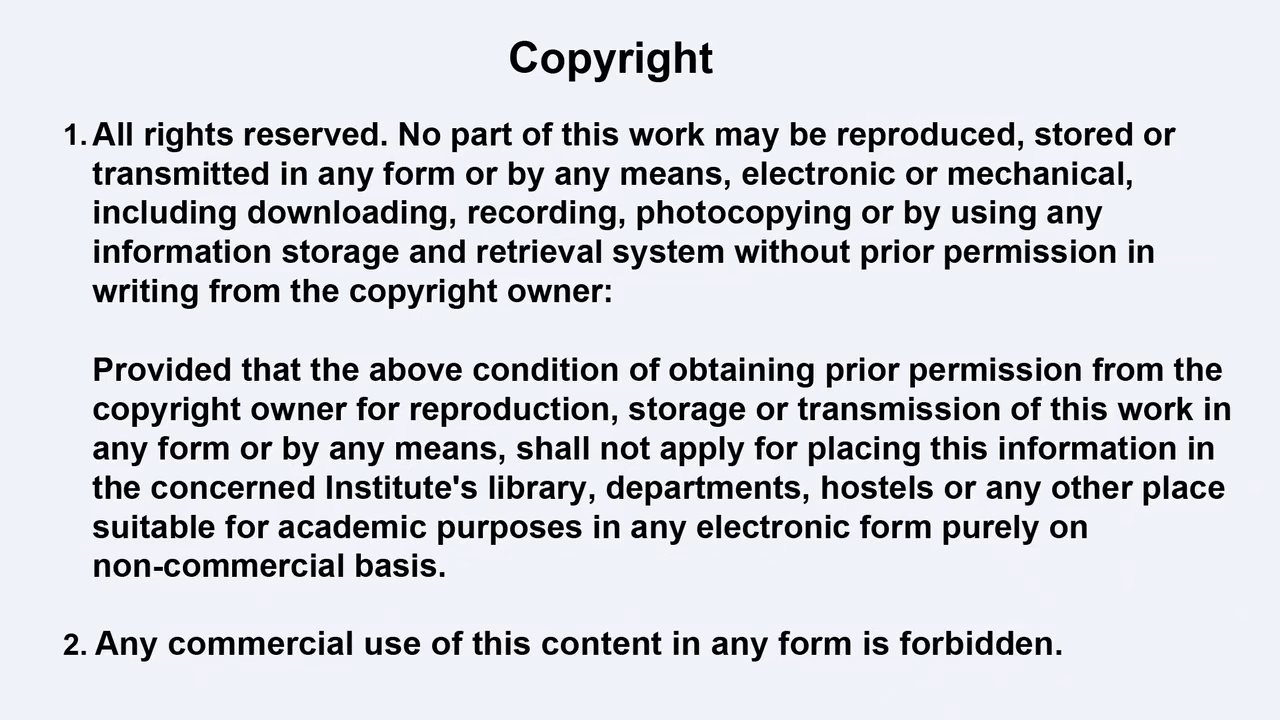 Copyright
1. All rights reserved. No part of this work may be reproduced, stored or
transmitted in any form or by any means, electronic or mechanical,
including downloading, recording, photocopying or by using any
information storage and retrieval system without prior permission in
writing from the copyright owner:
Provided that the above condition of obtaining prior permission from the
copyright owner for reproduction, storage or transmission of this work in
any form or by any means, shall not apply for placing this information in
the concerned Institute's library, departments, hostels or any other place
suitable for academic purposes in any electronic form purely on
non-commercial basis.
2. Any commercial use of this content in any form is forbidden.